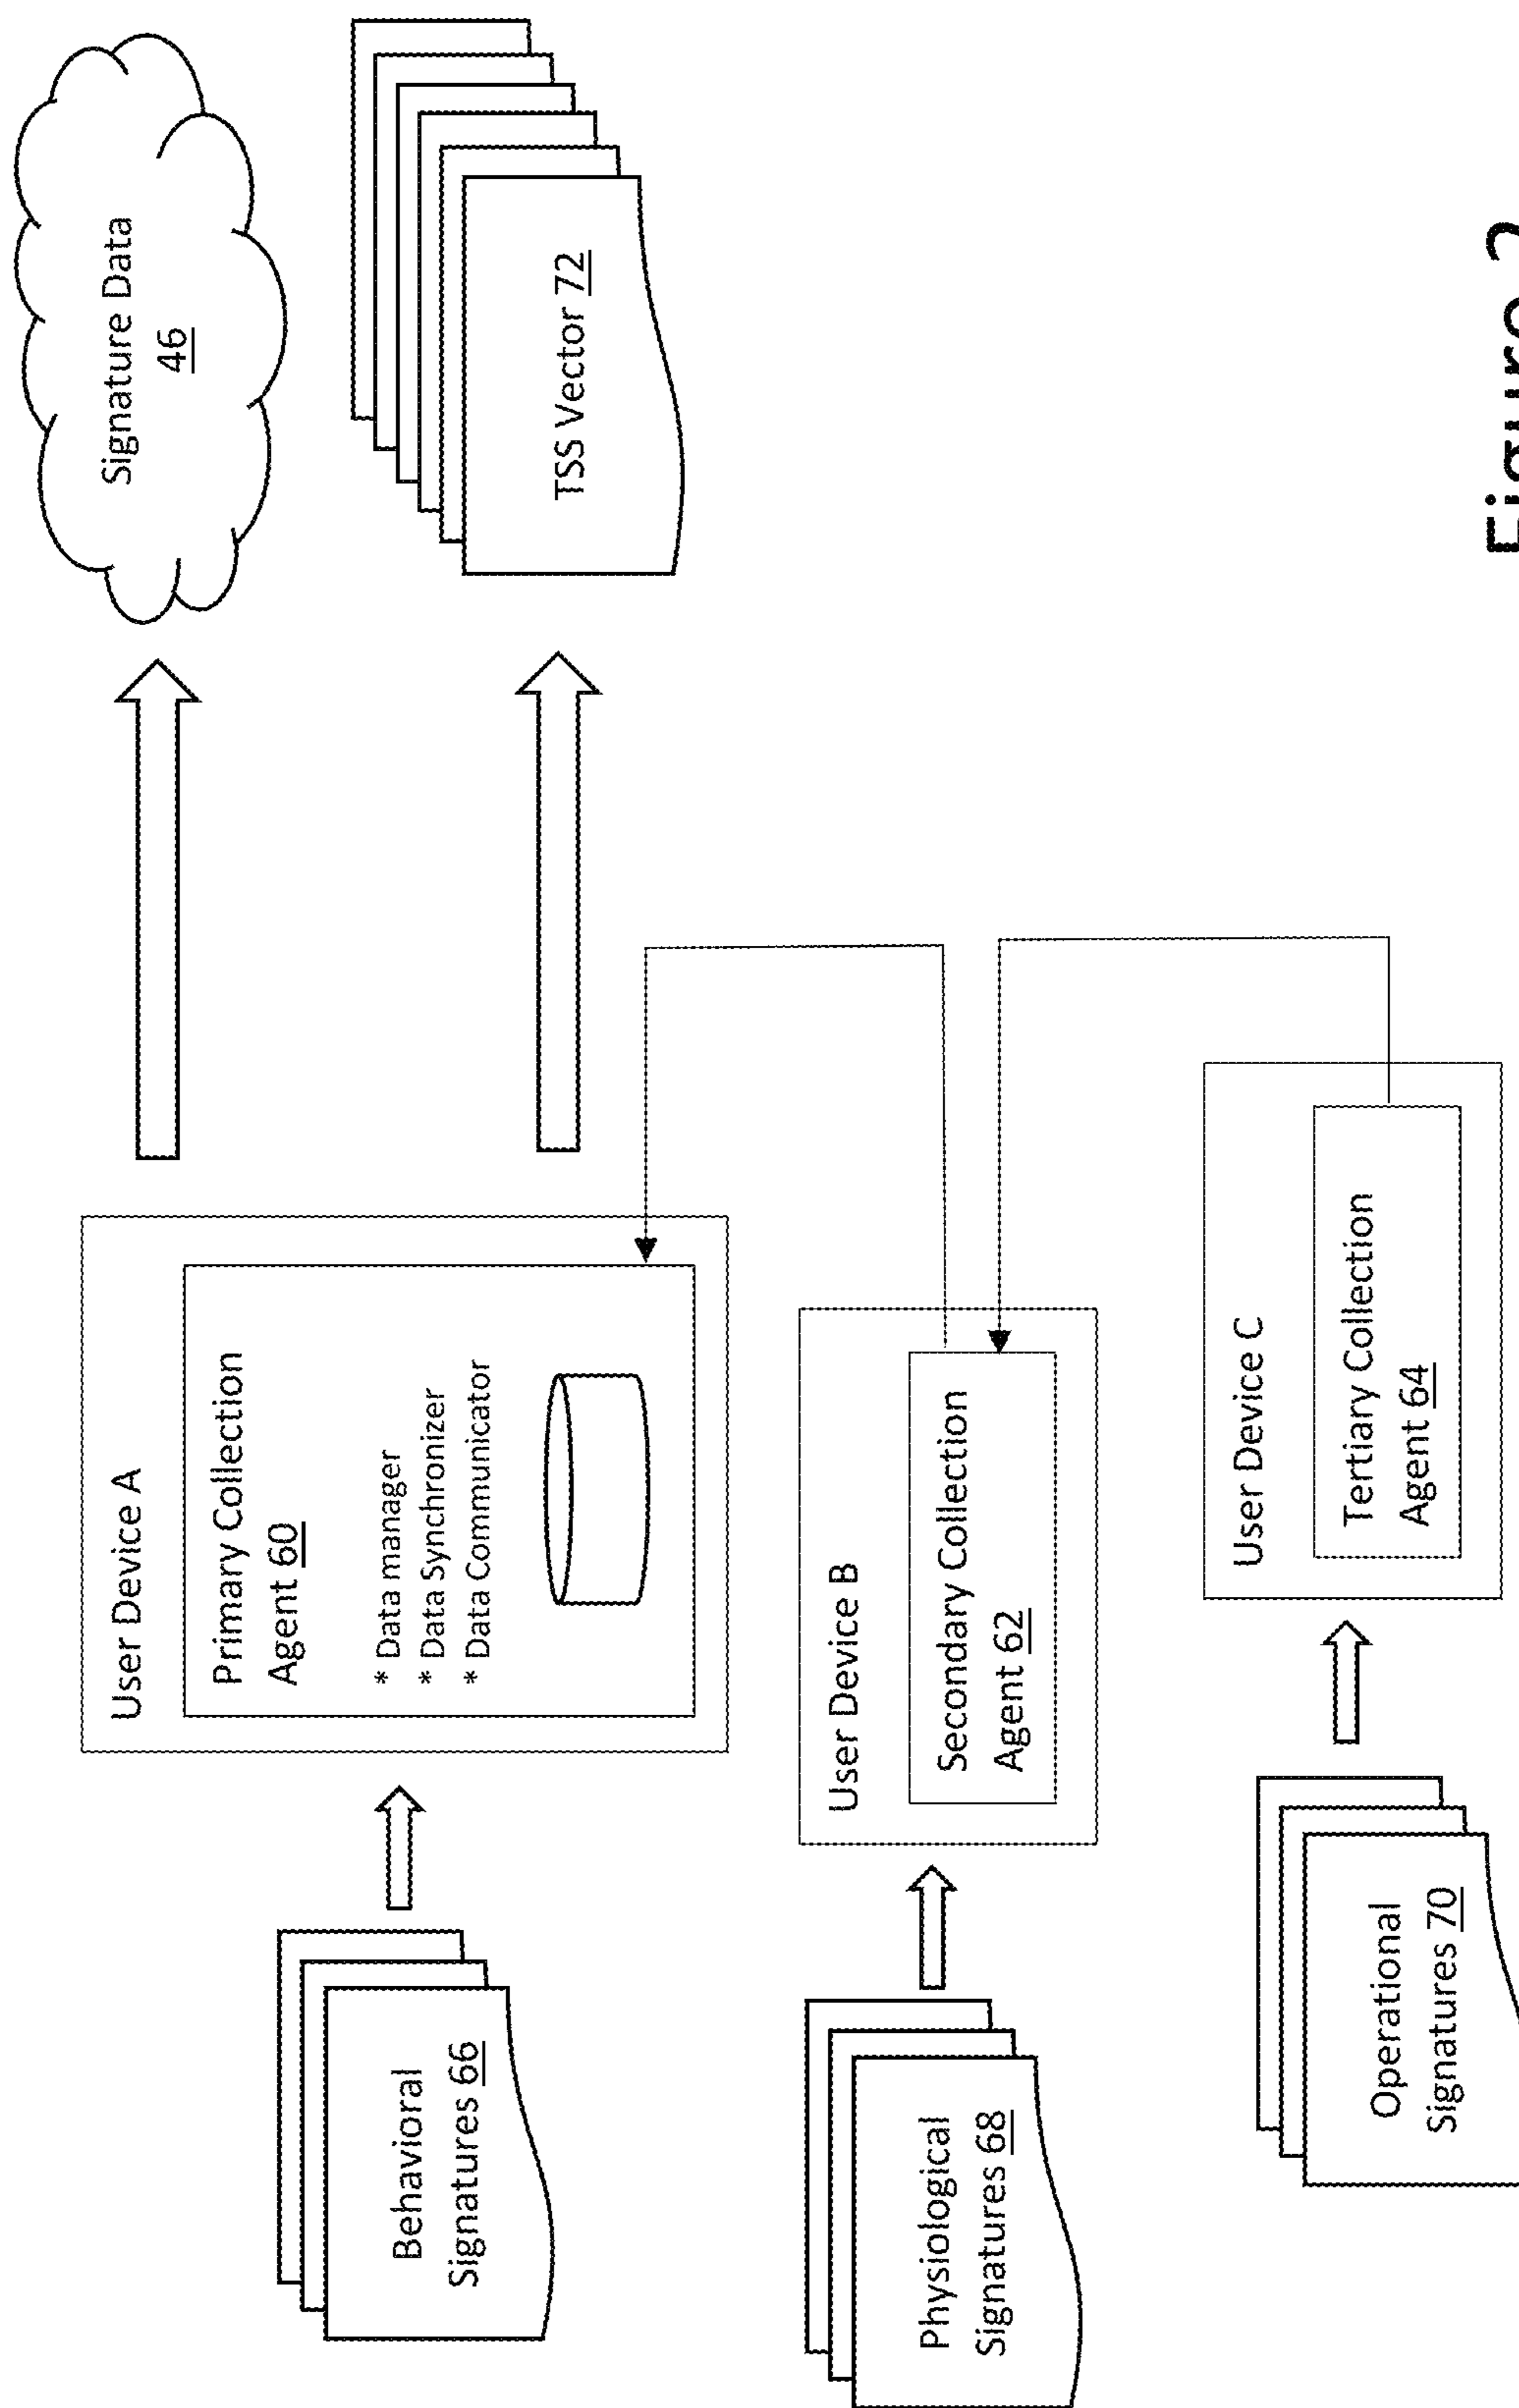 Behavioral
Signatures 66
User Device A
Primary Collection
Agent 60
* Data manager
* Data Synchronizer
* Data Communicator
Signature Data
46
TSS Vector 72
Physiological
Signatures 68
User Device B
Secondary Collection
Agent 62
Operational
Signatures 70
User Device C
Tertiary Collection
Agent 64
Figure 2